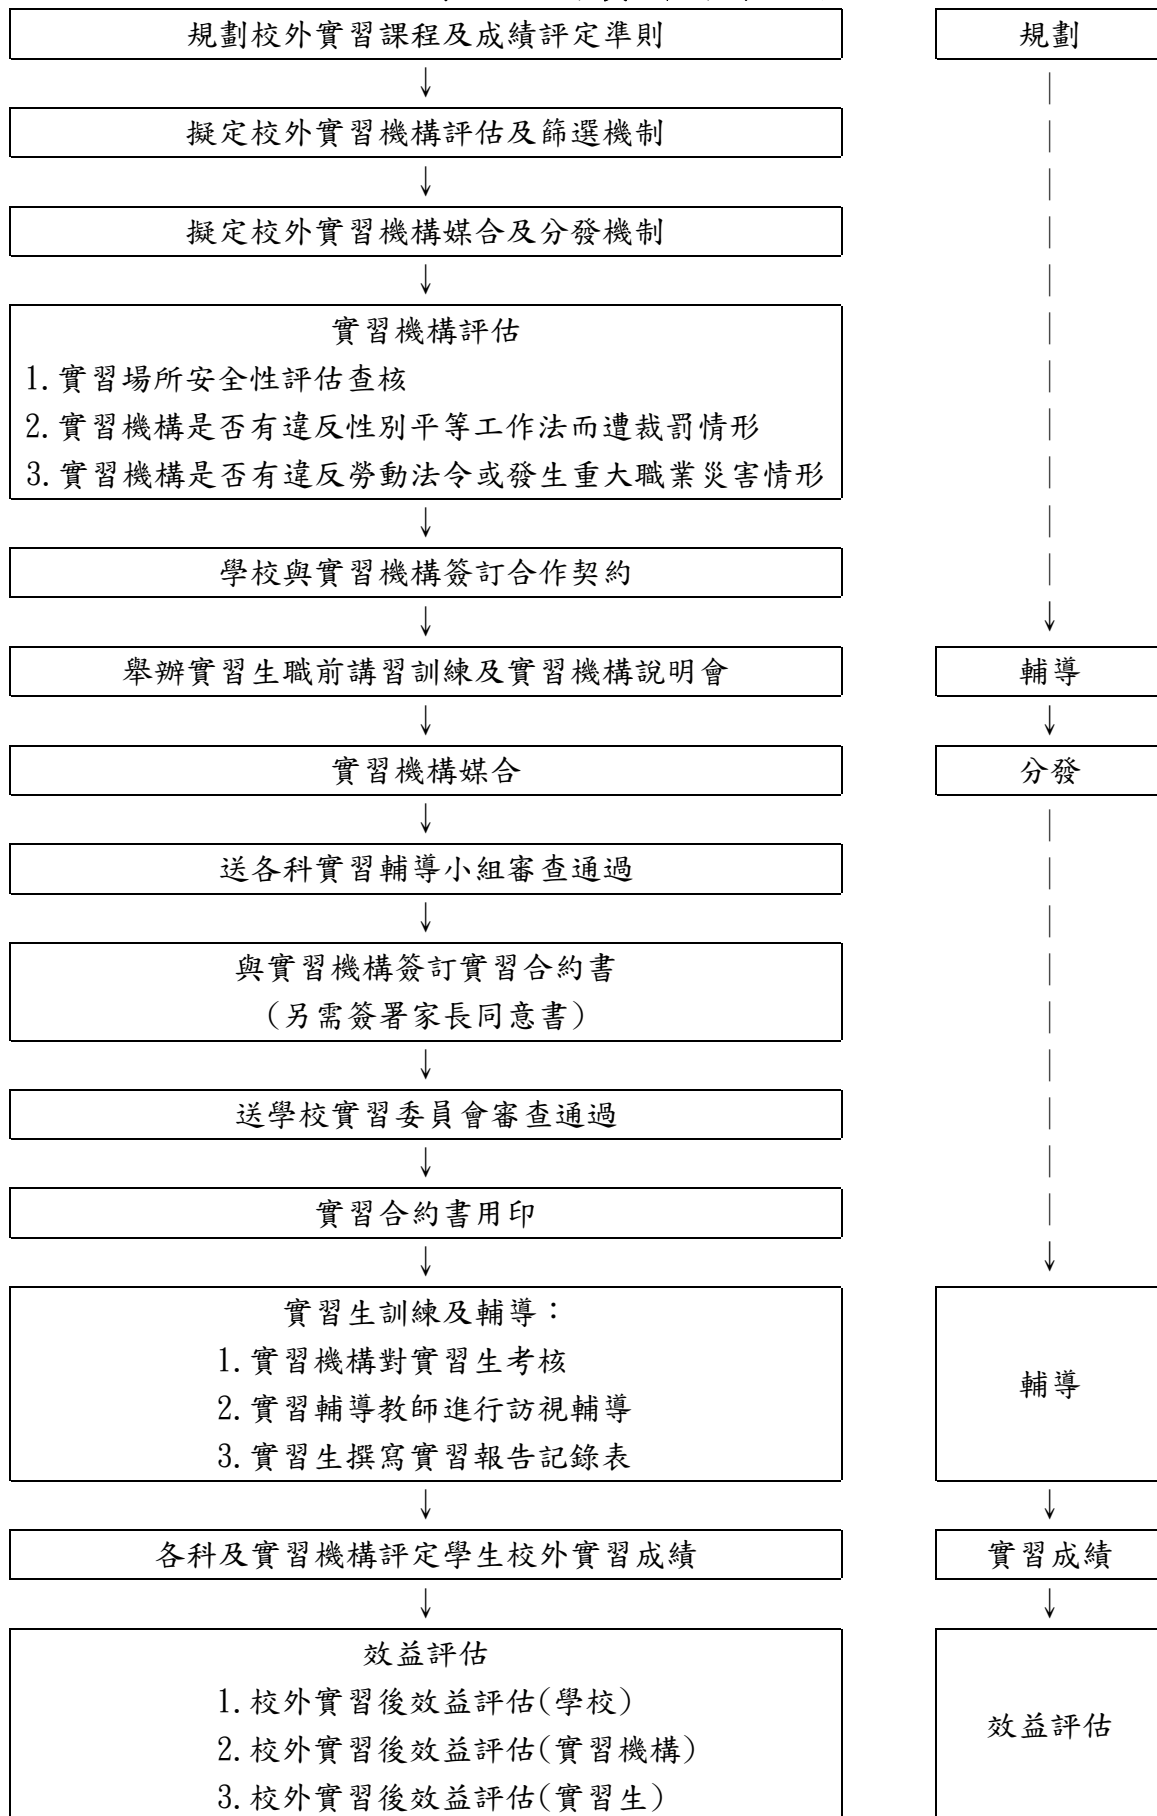 規劃校外實習課程及成績評定準則
規劃
↓
擬定校外實習機構評估及篩選機制
↓
擬定校外實習機構媒合及分發機制
↓
實習機構評估
1.實習場所安全性評估查核
2.實習機構是否有違反性別平等工作法而遭裁罰情形
3.實習機構是否有違反勞動法令或發生重大職業災害情形
↓
學校與實習機構簽訂合作契約
↓
↓
舉辦實習生職前講習訓練及實習機構說明會
輔導
↓
↓
實習機構媒合
分發
↓
送各科實習輔導小組審查通過
↓
與實習機構簽訂實習合約書
(另需簽署家長同意書)
↓
送學校實習委員會審查通過
↓
實習合約書用印
↓
↓
實習生訓練及輔導：
1.實習機構對實習生考核
2.實習輔導教師進行訪視輔導
3.實習生撰寫實習報告記錄表
輔導
↓
↓
各科及實習機構評定學生校外實習成績
實習成績
↓
↓
效益評估
1.校外實習後效益評估(學校)
2.校外實習後效益評估(實習機構)
3.校外實習後效益評估(實習生)
效益評估